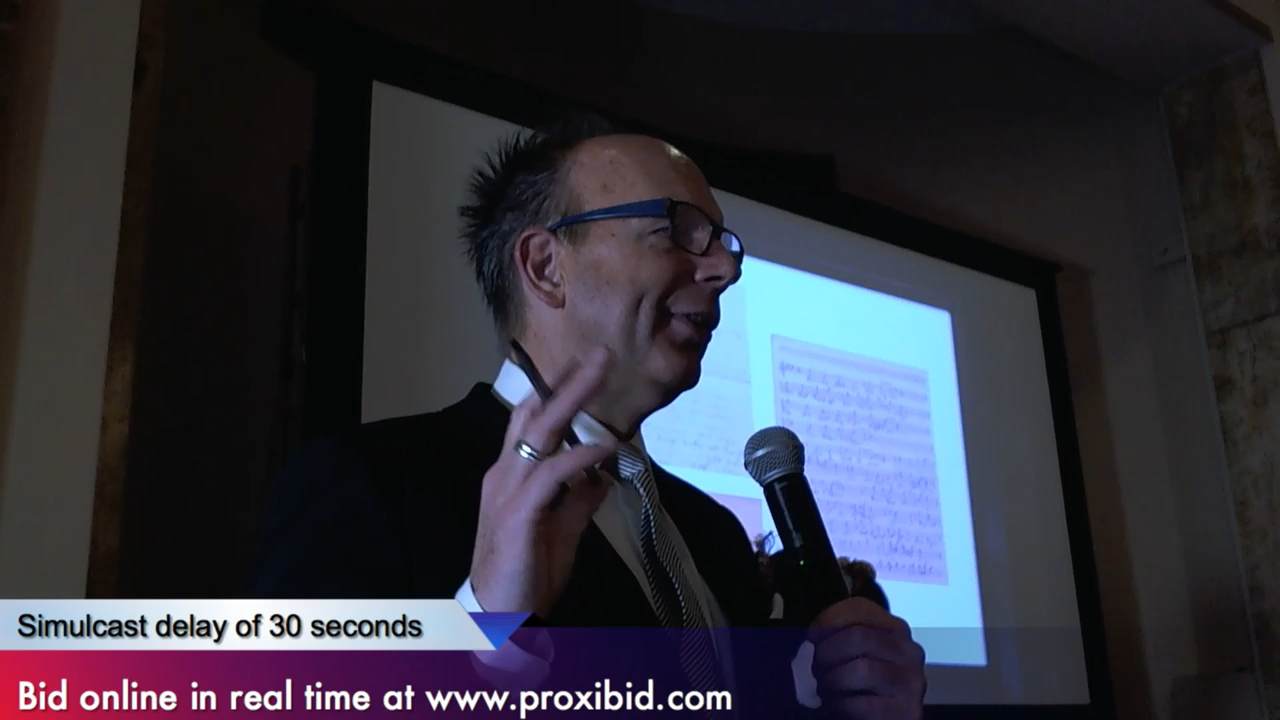 Simulcast delay of 30 seconds
Bid online in real time at www.proxibid.com